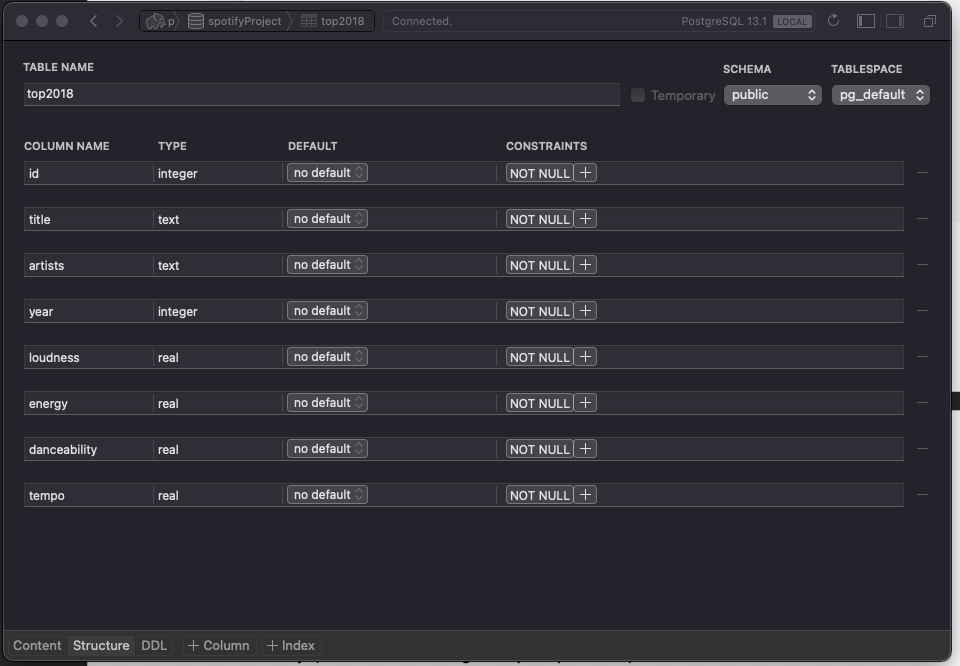 p spotifyProject top2018 Connected. PostgreSQL 13.1 LOCAL
TABLE NAME SCHEMA TABLESPACE
top2018 Temporary public pg_default
COLUMN NAME TYPE DEFAULT CONSTRAINTS
id integer no default NOT NULL +
title text no default NOT NULL +
artists text no default NOT NULL +
year integer no default NOT NULL +
loudness real no default NOT NULL +
energy real no default NOT NULL +
danceability real no default NOT NULL +
tempo real no default NOT NULL +
Content Structure DDL + Column + Index